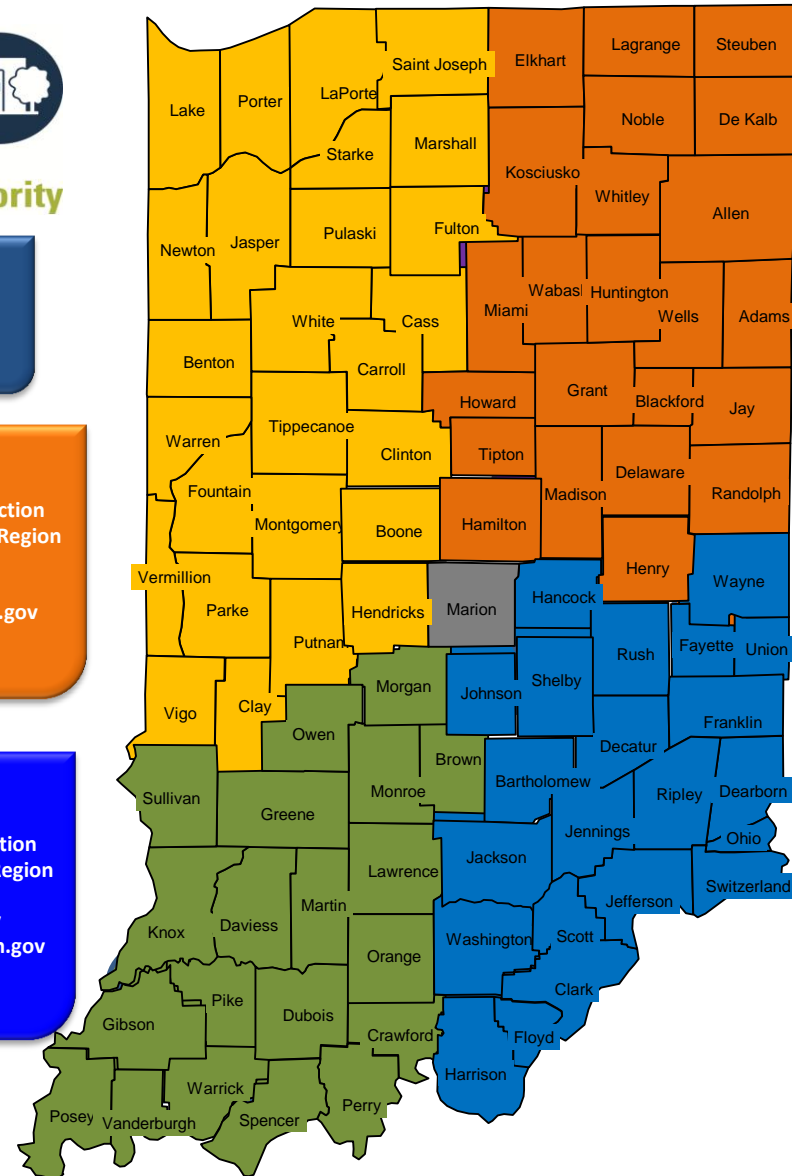 ority
ction
Region
.gov
tion
egion
n.gov
Saint Joseph
Elkhart
Lagrange
Steuben
Lake
Porter
LaPorte
Noble
De Kalb
Starke
Marshall
Kosciusko
Whitley
Allen
Newton
Jasper
Pulaski
Fulton
Miami
Wabas
Huntington
Wells
Adams
White
Cass
Benton
Carroll
Howard
Grant
Blackford
Jay
Warren
Tippecanoe
Clinton
Tipton
Delaware
Fountain
Madison
Randolph
Montgomery
Boone
Hamilton
Vermillion
Parke
Hendricks
Marion
Hancock
Henry
Wayne
Putnan
Rush
Fayette
Union
Vigo
Clay
Morgan
Johnson
Shelby
Owen
Franklin
Decatur
Sullivan
Greene
Monroe
Brown
Bartholomew
Ripley
Dearborn
Jennings
Ohio
Lawrence
Jackson
Switzerland
Knox
Daviess
Martin
Jefferson
Orange
Washington
Scott
Clark
Gibson
Pike
Dubois
Crawford
Floyd
Harrison
Posey
Vanderburgh
Warrick
Spencer
Perry